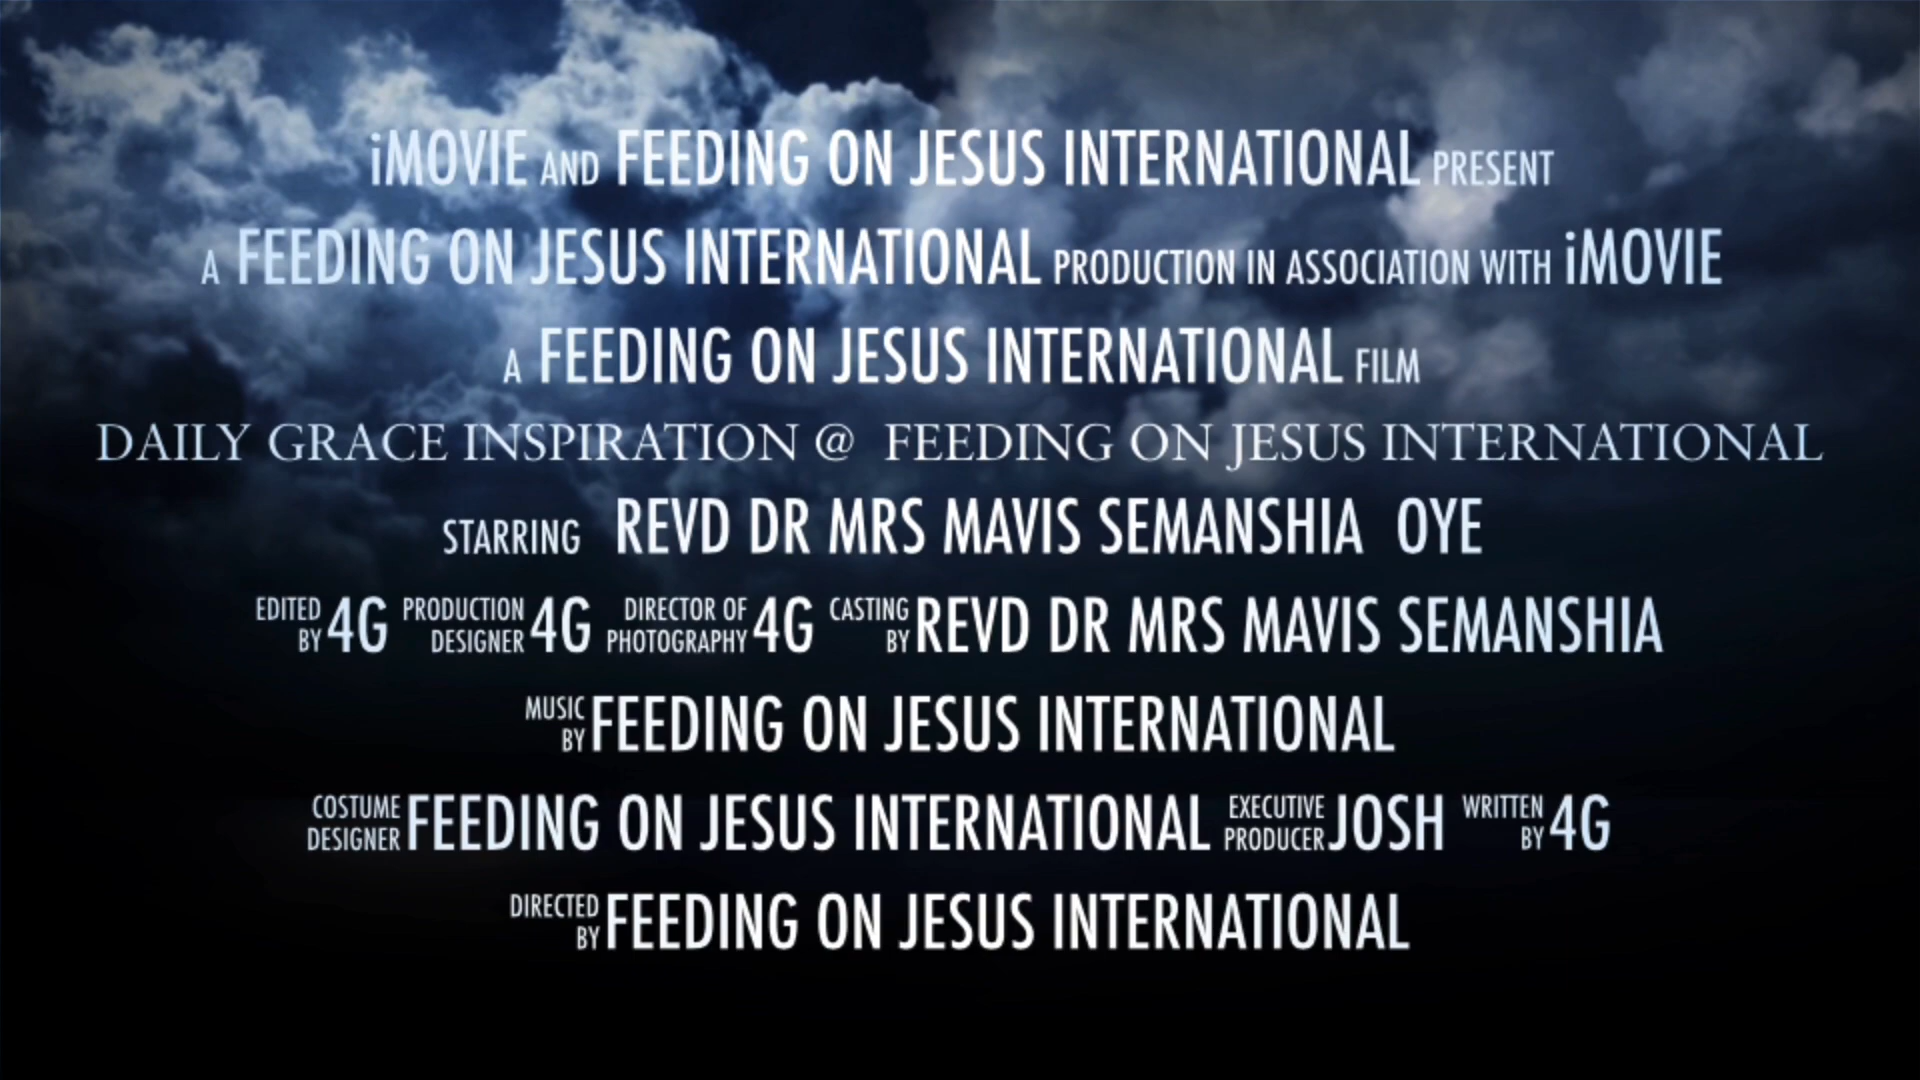 iMOVIE AND FEEDING ON JESUS INTERNATIONAL PRESENT
A FEEDING ON JESUS INTERNATIONAL PRODUCTION IN ASSOCIATION WITH iMOVIE
A FEEDING ON JESUS INTERNATIONAL FILM
DAILY GRACE INSPIRATION @ FEEDING ON JESUS INTERNATIONAL
STARRING REVD DR MRS MAVIS SEMANSHIA OYE
EDITED BY 4G PRODUCTION DESIGNER 4G DIRECTOR OF PHOTOGRAPHY 4G CASTING BY REVD DR MRS MAVIS SEMANSHIA
MUSIC BY FEEDING ON JESUS INTERNATIONAL
COSTUME DESIGNER FEEDING ON JESUS INTERNATIONAL EXECUTIVE PRODUCER JOSH WRITTEN BY 4G
DIRECTED BY FEEDING ON JESUS INTERNATIONAL